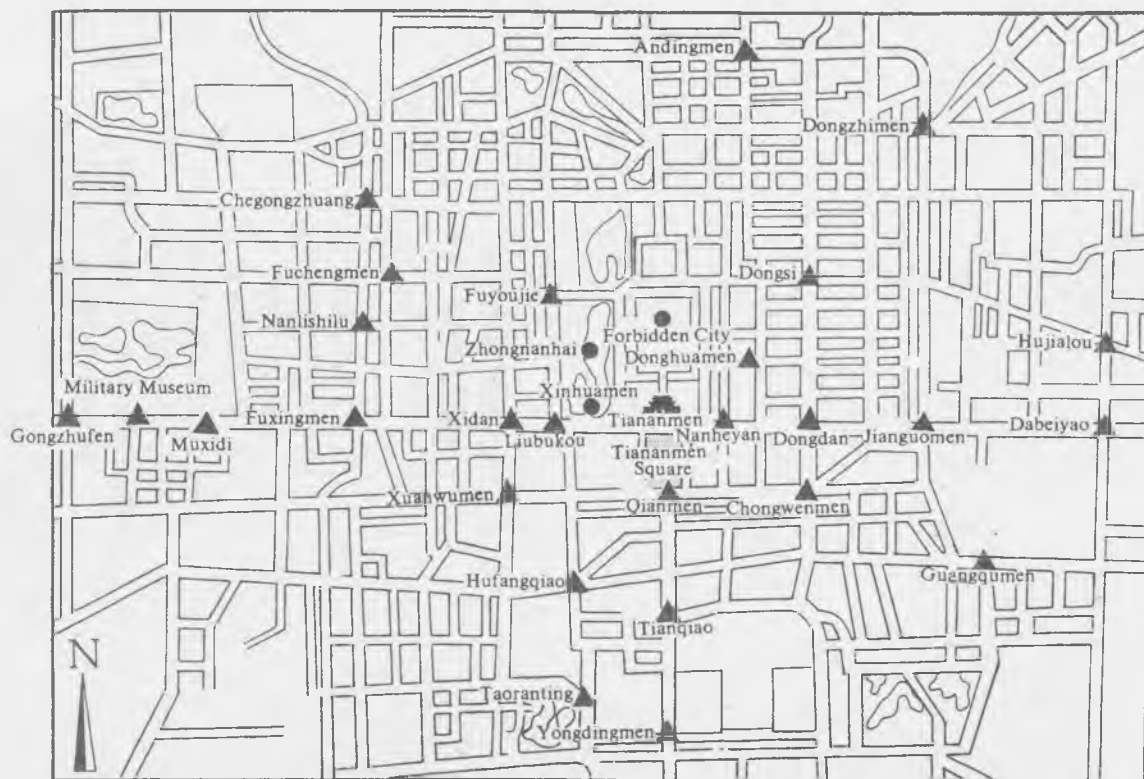 Andingmen
Dongzhimen
Chegongzhuang
Fuchengmen
Dongsi
Fuyoujie
Nanlishilu
Forbidden City
Hujialou
Zhongnanhai
Donghuamen
Military Museum
Xinhuamen
Gongzhufen
Muxidi
Fuxingmen
Xidan
Liubukou
Tiananmen
Nanheyan
Dongdan
Jianguomen
Dabeiyao
Tiananmen
Square
Xuanwumen
Qianmen
Chongwenmen
Hufangqiao
Guangqumen
Tianqiao
N
Taoranting
Yongdingmen